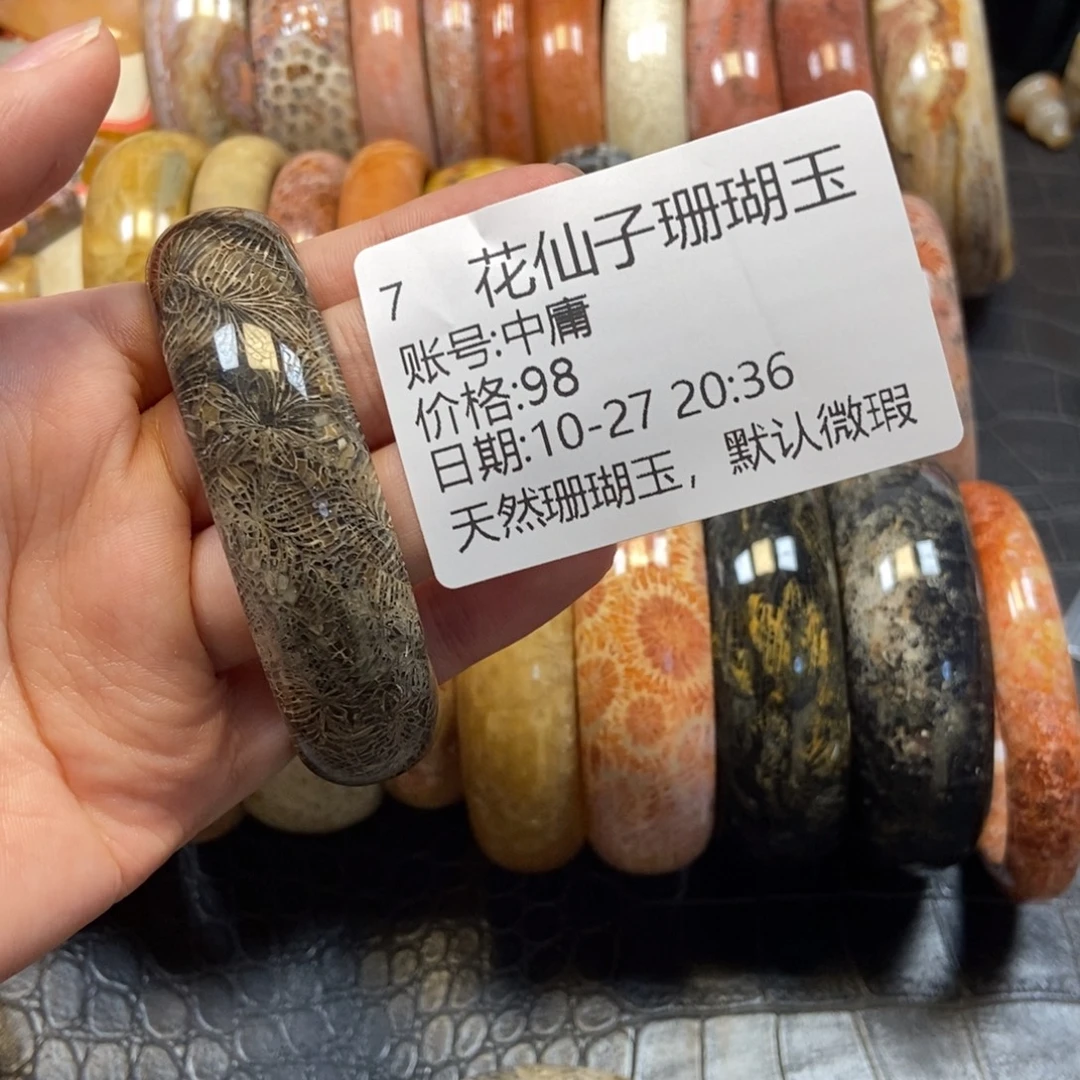 7 花仙子珊瑚玉
账号:中庸
价格:98
日期:10-27 20:36
天然珊瑚玉，默认微瑕